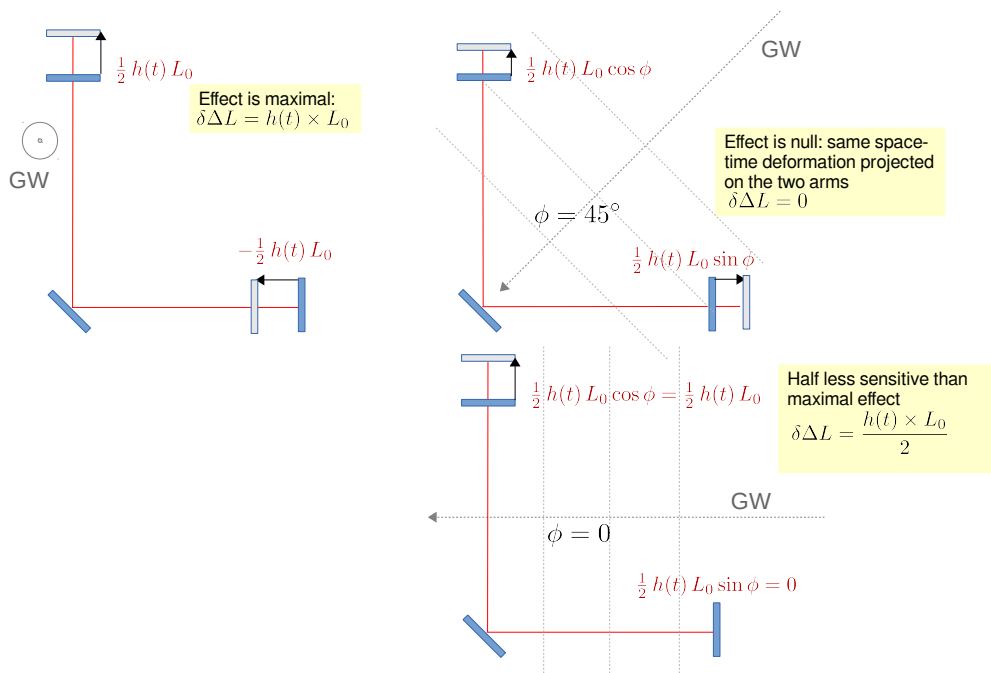 ½ h(t) L₀
Effect is maximal:
δΔL = h(t) × L₀
GW
−½ h(t) L₀
GW
½ h(t) L₀ cos ϕ
Effect is null: same space-
time deformation projected
on the two arms
δΔL = 0
ϕ = 45°
½ h(t) L₀ sin ϕ
½ h(t) L₀ cos ϕ = ½ h(t) L₀
Half less sensitive than
maximal effect
δΔL = h(t) × L₀ / 2
GW
ϕ = 0
½ h(t) L₀ sin ϕ = 0